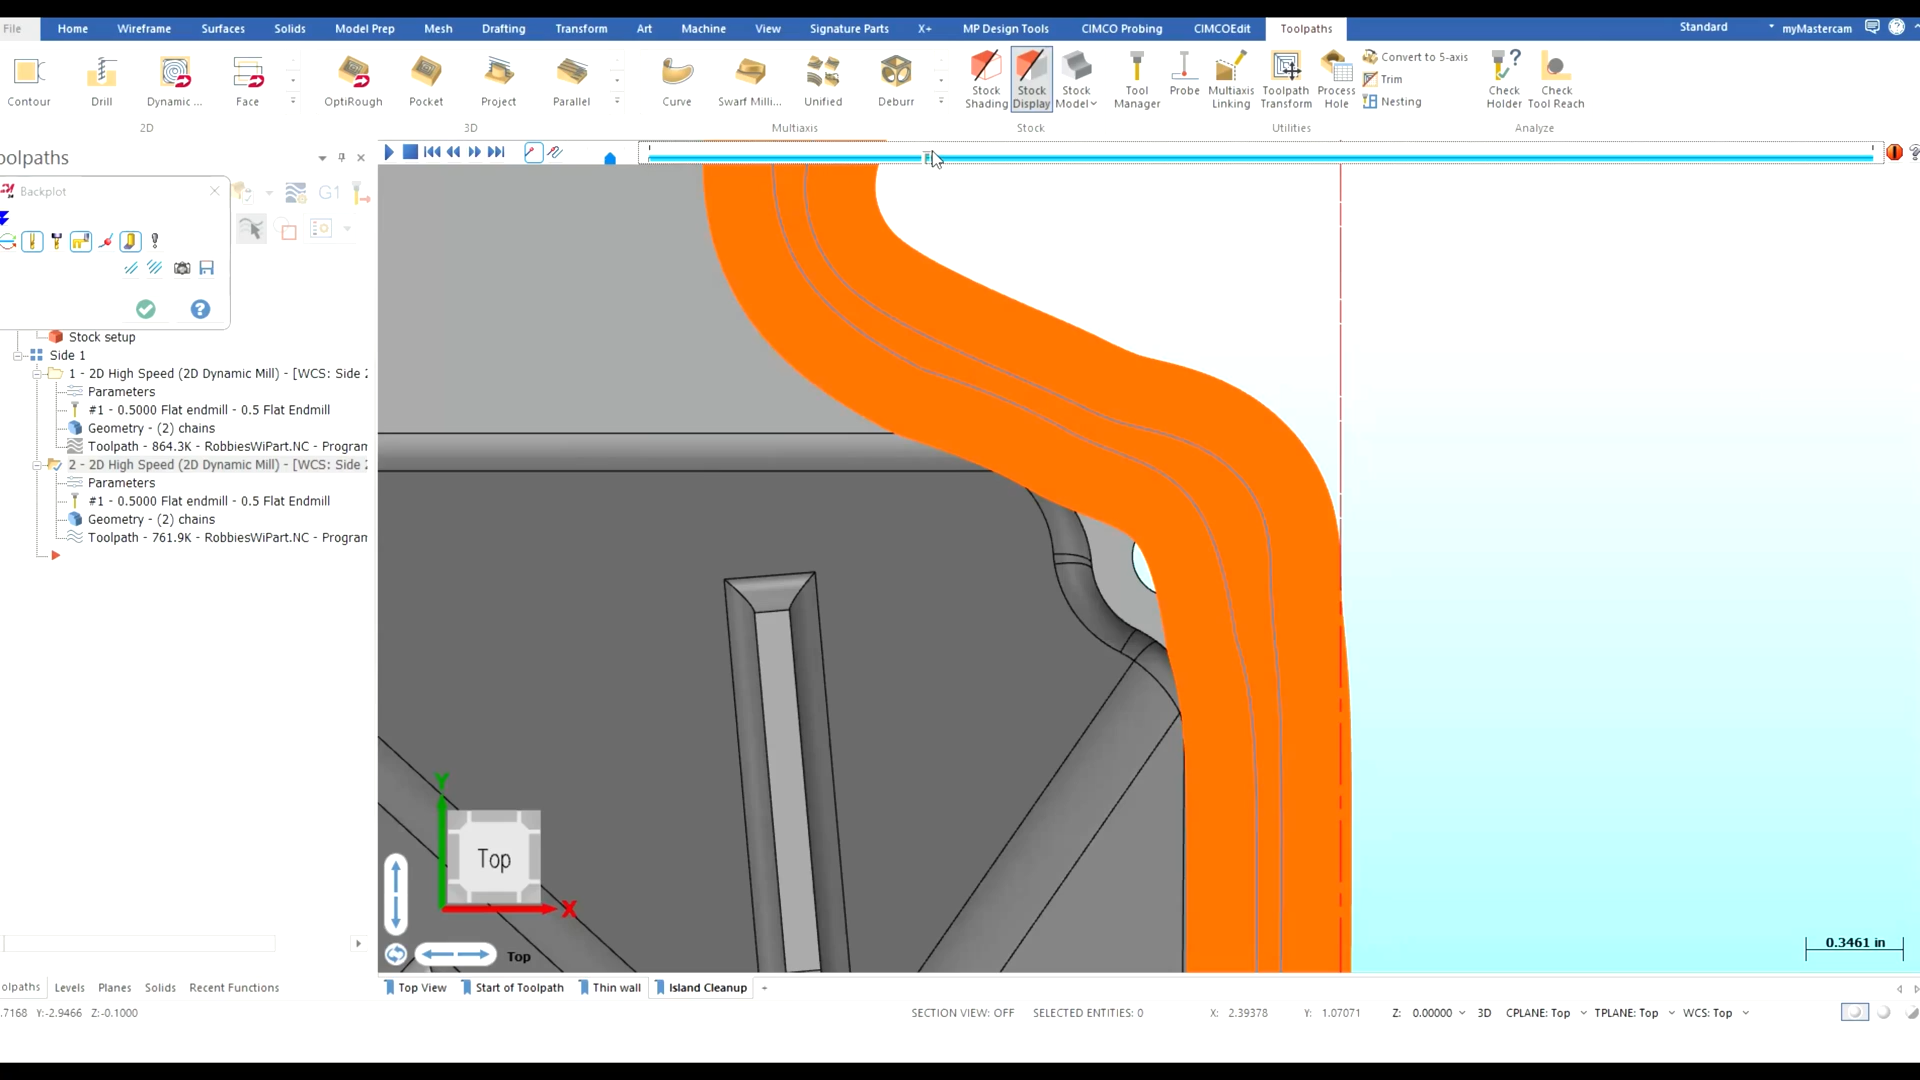 File Home Wireframe Surfaces Solids Model Prep Mesh Drafting Transform Art Machine View Signature Parts X+ MP Design Tools CIMCO Probing CIMCOEdit Toolpaths Standard myMastercam
Contour Drill Dynamic ... Face OptiRough Pocket Project Parallel Curve Swarf Milli... Unified Deburr Stock Shading Stock Display Stock Model Tool Manager Probe Multiaxis Linking Toolpath Transform Process Hole Convert to 5-axis Trim Nesting Check Holder Check Tool Reach
2D 3D Multiaxis Stock Utilities Analyze
oolpaths
Backplot
G1
Stock setup
Side 1
1 - 2D High Speed (2D Dynamic Mill) - [WCS: Side 2
Parameters
#1 - 0.5000 Flat endmill - 0.5 Flat Endmill
Geometry - (2) chains
Toolpath - 864.3K - RobbiesWiPart.NC - Program
2 - 2D High Speed (2D Dynamic Mill) - [WCS: Side 2
Parameters
#1 - 0.5000 Flat endmill - 0.5 Flat Endmill
Geometry - (2) chains
Toolpath - 761.9K - RobbiesWiPart.NC - Program
Y
Top
X
Top
0.3461 in
oolpaths Levels Planes Solids Recent Functions
Top View Start of Toolpath Thin wall Island Cleanup +
.7168 Y:-2.9466 Z:-0.1000 SECTION VIEW: OFF SELECTED ENTITIES: 0 X: 2.39378 Y: 1.07071 Z: 0.00000 3D CPLANE: Top TPLANE: Top WCS: Top